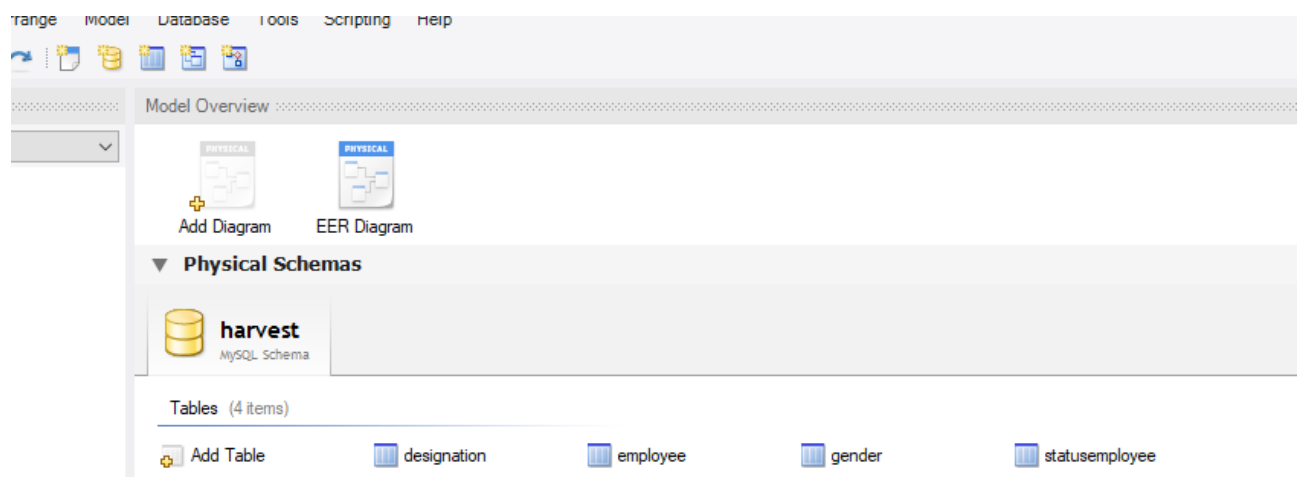 Model Database Tools Scripting Help
Model Overview
PHYSICAL PHYSICAL
Add Diagram EER Diagram
Physical Schemas
harvest
MySQL Schema
Tables (4 items)
Add Table designation employee gender statusemployee